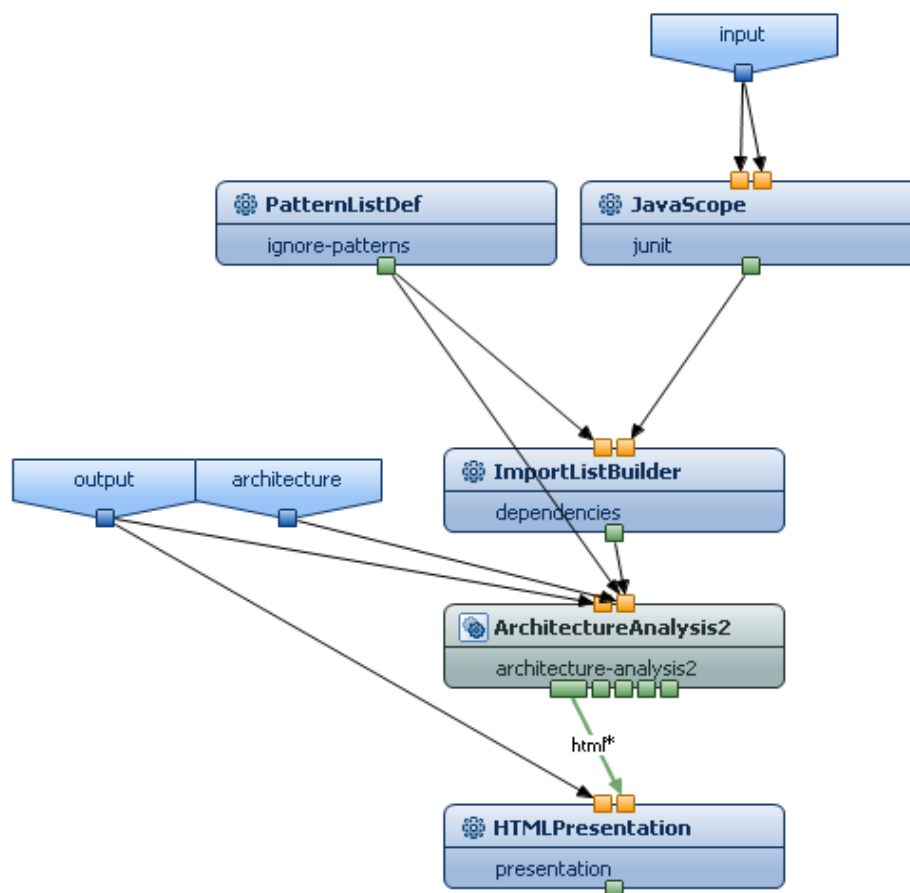 input
PatternListDef
ignore-patterns
JavaScope
junit
output
architecture
ImportListBuilder
dependencies
ArchitectureAnalysis2
architecture-analysis2
html*
HTMLPresentation
presentation